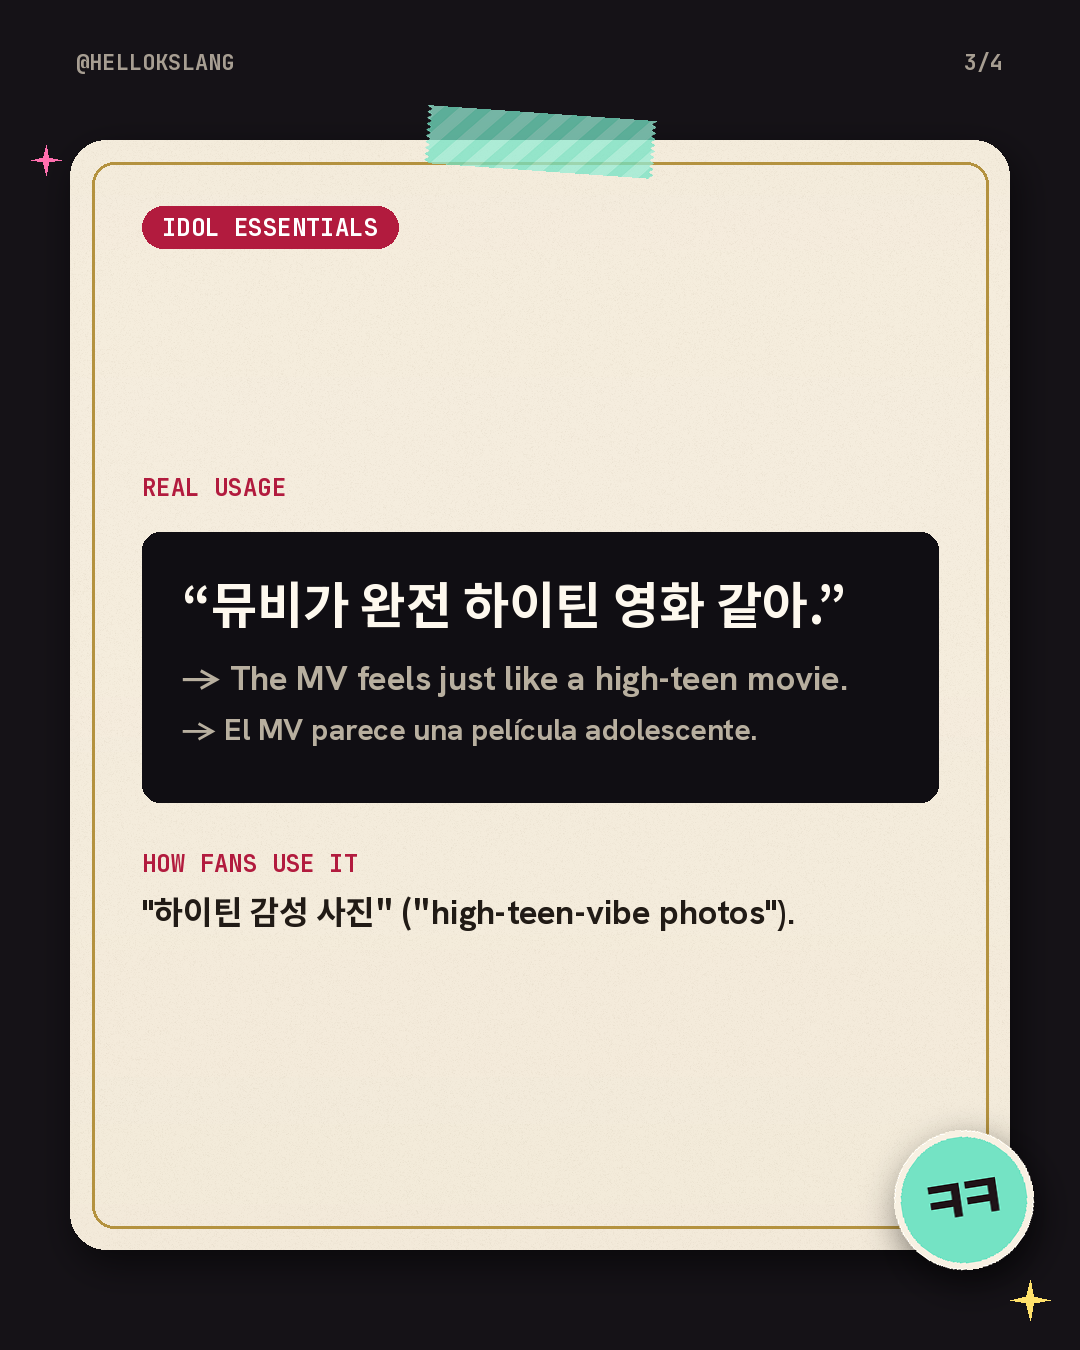 @HELLOKSLANG
3/4
IDOL ESSENTIALS
REAL USAGE
“뮤비가 완전 하이틴 영화 같아.”
→ The MV feels just like a high-teen movie.
→ El MV parece una película adolescente.
HOW FANS USE IT
"하이틴 감성 사진" ("high-teen-vibe photos").
ㅋㅋ